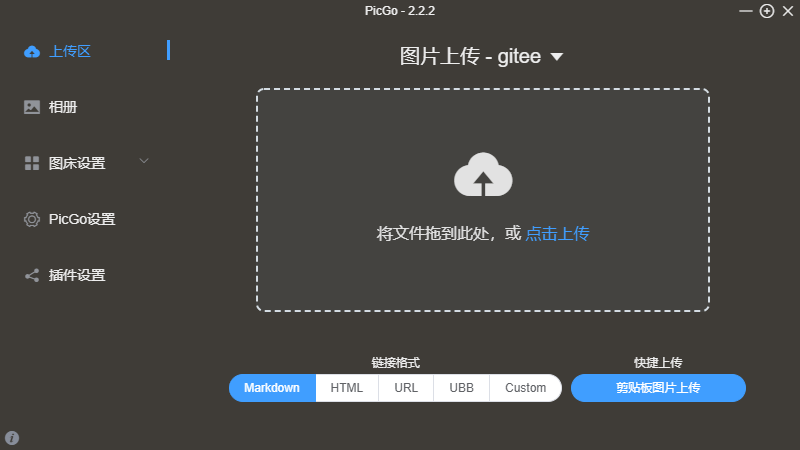 PicGo - 2.2.2
上传区
相册
图床设置
PicGo设置
插件设置
图片上传 - gitee
将文件拖到此处，或 点击上传
链接格式
快捷上传
Markdown HTML URL UBB Custom
剪贴板图片上传
i